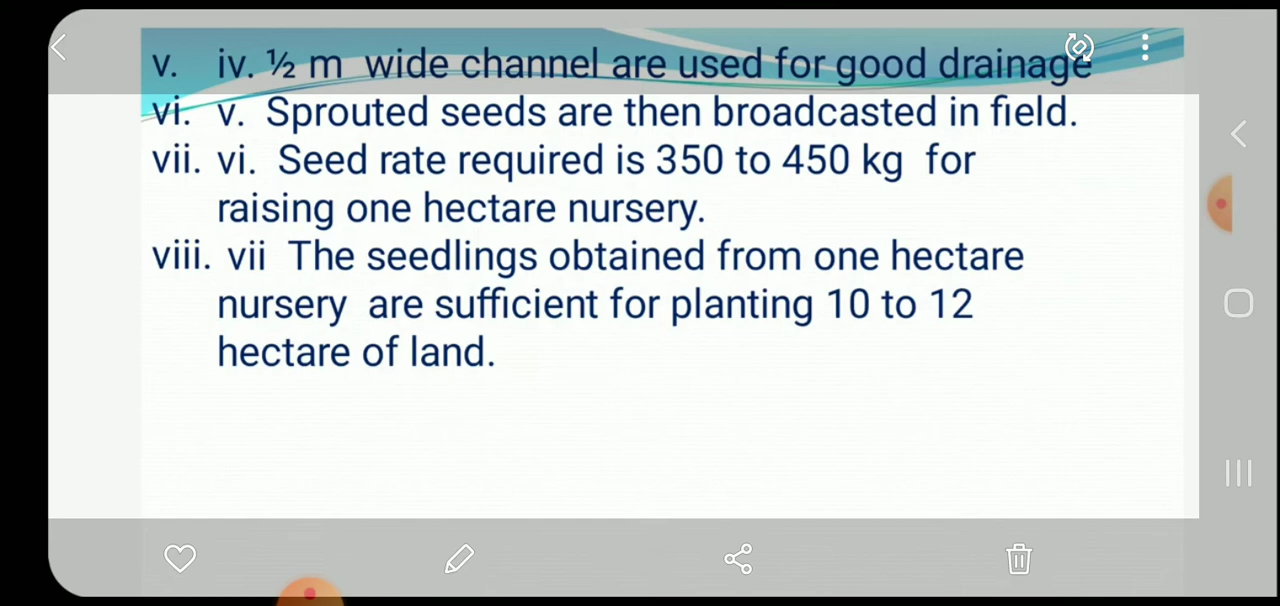 v. iv. ½ m wide channel are used for good drainage
vi. v. Sprouted seeds are then broadcasted in field.
vii. vi. Seed rate required is 350 to 450 kg for
raising one hectare nursery.
viii. vii The seedlings obtained from one hectare
nursery are sufficient for planting 10 to 12
hectare of land.